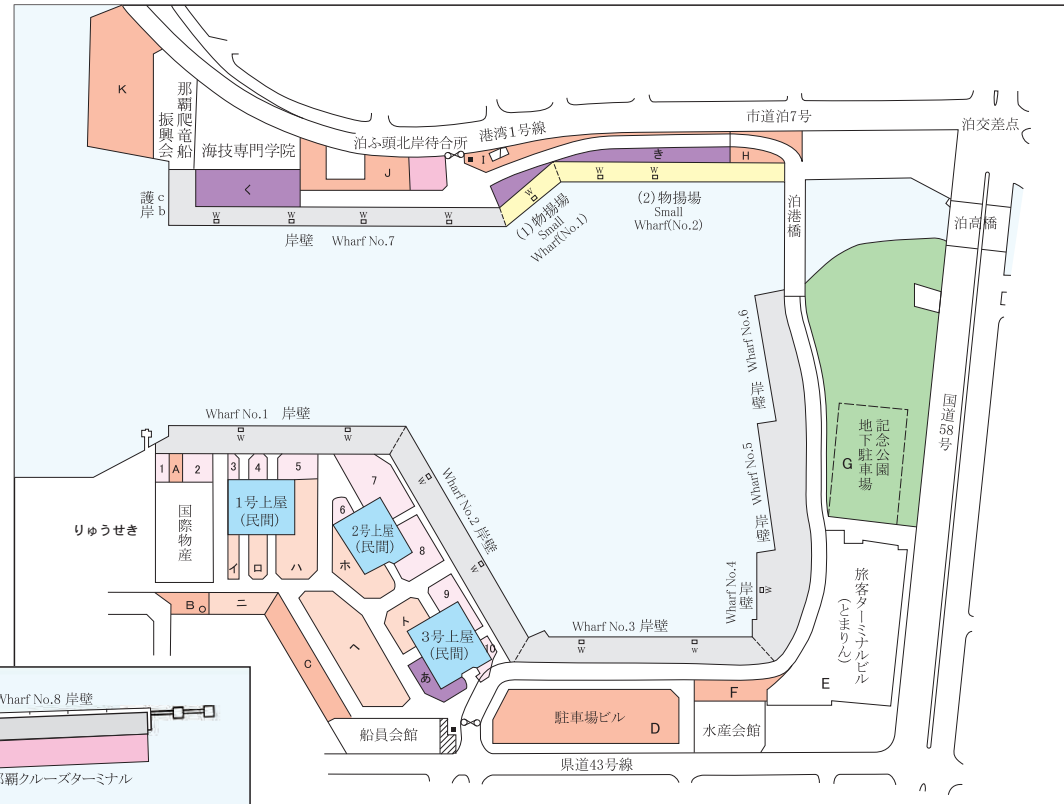 市道泊7号
泊交差点
港湾1号線
泊ふ頭北岸待合所
K
那覇爬竜船
振興会
海技専門学院
J
I
き
H
く
護岸
c
b
W
W
W
W
W
W
W
岸壁 Wharf No.7
(1)物揚場
Small
Wharf(No.1)
(2)物揚場
Small
Wharf(No.2)
泊港橋
泊高橋
国道58号
Wharf No.6 岸壁
Wharf No.5 岸壁
Wharf No.4
岸壁
W
G
記念公園
地下駐車場
Wharf No.1 岸壁
W
W
1
A
2
3
4
5
6
7
8
9
10
りゅうせき
国際物産
1号上屋
(民間)
2号上屋
(民間)
3号上屋
(民間)
イ
ロ
ハ
ホ
ト
ヘ
あ
B
ニ
C
W
Wharf No.2 岸壁
W
Wharf No.3 岸壁
W
W
旅客ターミナルビル
(とまりん)
E
F
駐車場ビル
D
水産会館
船員会館
県道43号線
Wharf No.8 岸壁
那覇クルーズターミナル